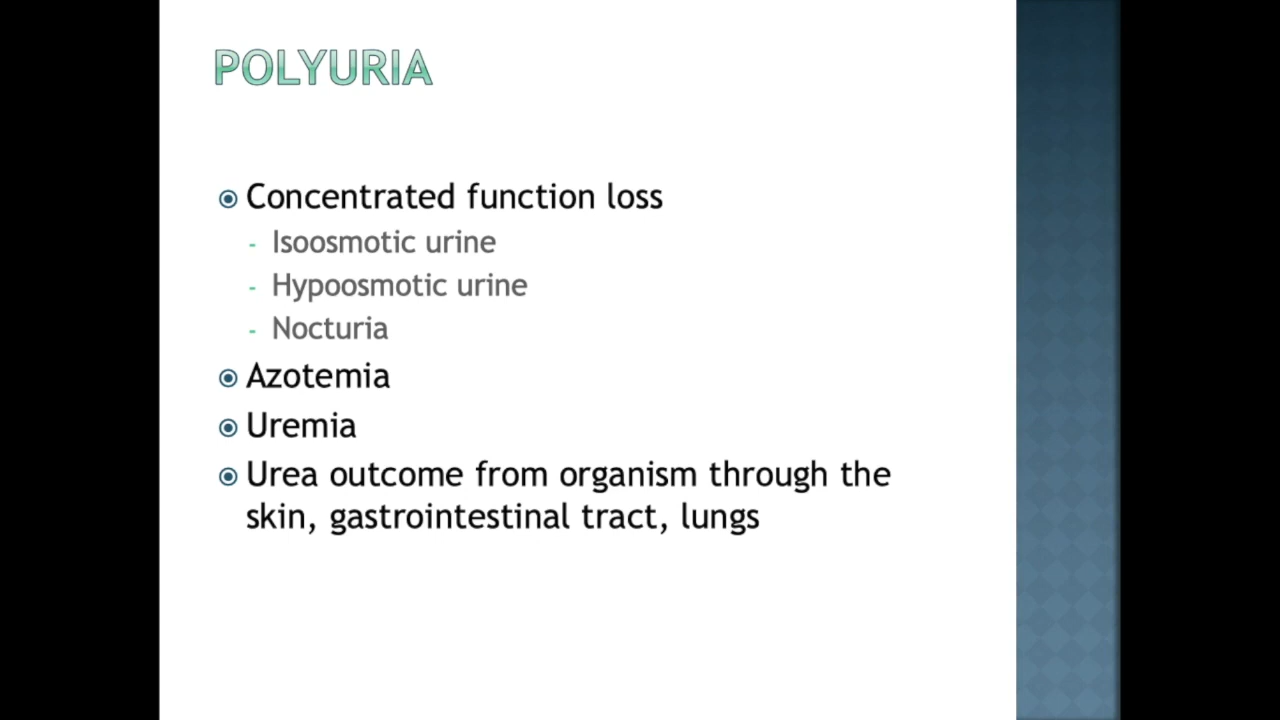 POLYURIA
Concentrated function loss
- Isoosmotic urine
- Hypoosmotic urine
- Nocturia
Azotemia
Uremia
Urea outcome from organism through the
skin, gastrointestinal tract, lungs